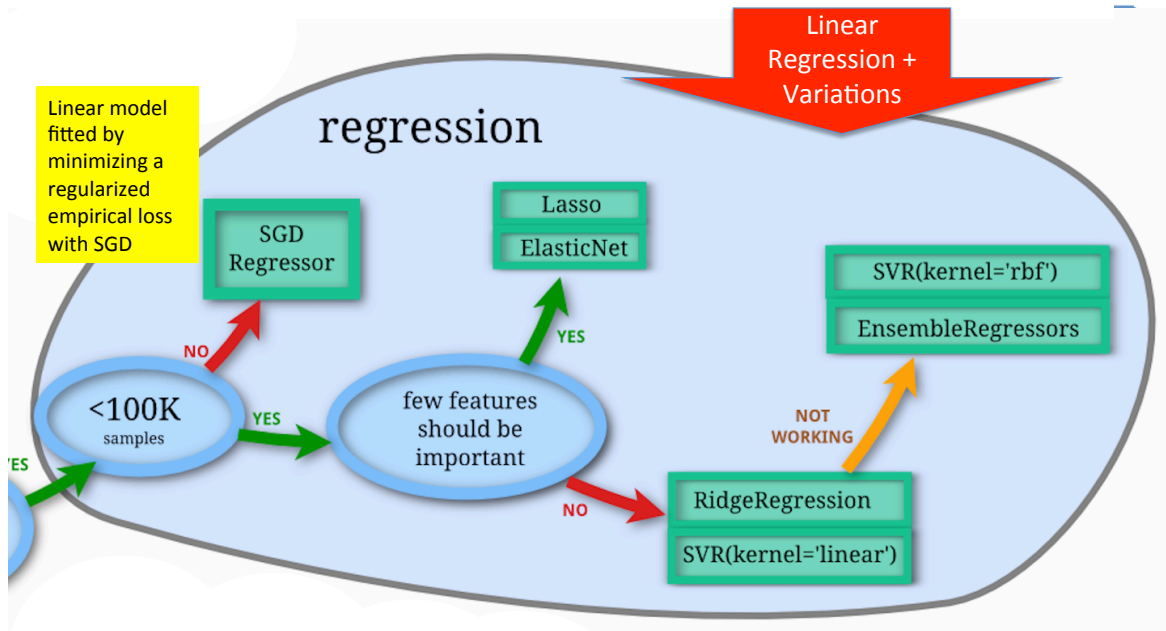 Linear
Regression +
Variations
Linear model
fitted by
minimizing a
regularized
empirical loss
with SGD
regression
SGD
Regressor
Lasso
ElasticNet
SVR(kernel='rbf')
EnsembleRegressors
NO
YES
<100K
samples
YES
few features
should be
important
NOT
WORKING
YES
NO
RidgeRegression
SVR(kernel='linear')